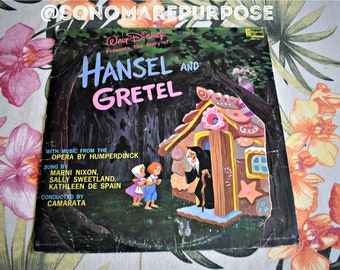 @SONOMAREPURPOSE
WALT DISNEY
Presents The Story of
HANSEL AND
GRETEL
WITH MUSIC FROM THE
OPERA BY HUMPERDINCK
SUNG BY
MARNI NIXON,
SALLY SWEETLAND,
KATHLEEN DE SPAIN
CONDUCTED BY
CAMARATA